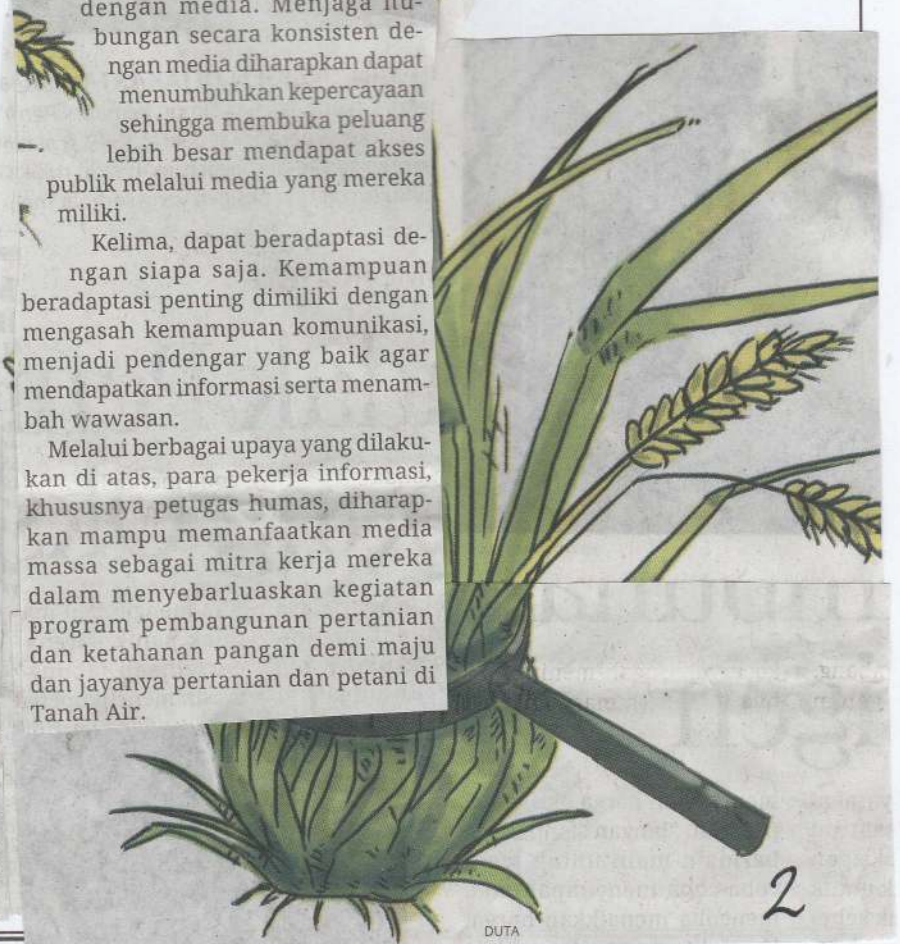 dengan media. Menjaga hu-
bungan secara konsisten de-
ngan media diharapkan dapat
menumbuhkan kepercayaan
sehingga membuka peluang
lebih besar mendapat akses
publik melalui media yang mereka
miliki.
Kelima, dapat beradaptasi de-
ngan siapa saja. Kemampuan
beradaptasi penting dimiliki dengan
mengasah kemampuan komunikasi,
menjadi pendengar yang baik agar
mendapatkan informasi serta menam-
bah wawasan.
Melalui berbagai upaya yang dilaku-
kan di atas, para pekerja informasi,
khususnya petugas humas, diharap-
kan mampu memanfaatkan media
massa sebagai mitra kerja mereka
dalam menyebarluaskan kegiatan
program pembangunan pertanian
dan ketahanan pangan demi maju
dan jayanya pertanian dan petani di
Tanah Air.
2
DUTA